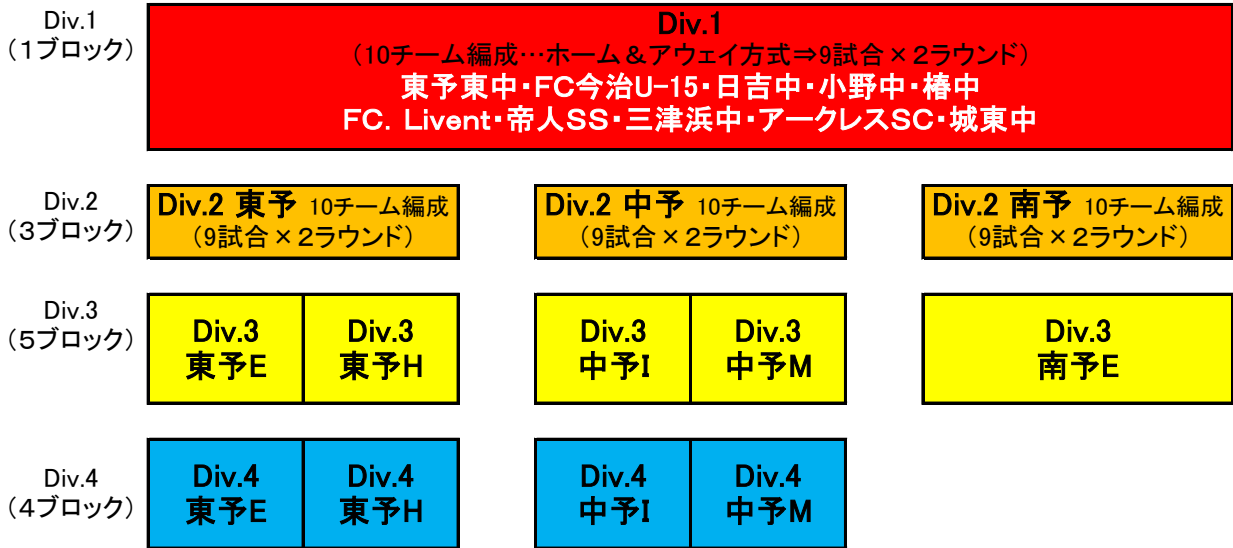 Div.1
（１ブロック）
Div.1
（10チーム編成…ホーム＆アウェイ方式⇒9試合×２ラウンド）
東予東中・ＦＣ今治U-15・日吉中・小野中・椿中
ＦＣ．Livent・帝人ＳＳ・三津浜中・アークレスＳＣ・城東中
Div.2
（３ブロック）
Div.2 東予 10チーム編成
（9試合×２ラウンド）
Div.2 中予 10チーム編成
（9試合×２ラウンド）
Div.2 南予 10チーム編成
（9試合×２ラウンド）
Div.3
（５ブロック）
Div.3
東予E
Div.3
東予H
Div.3
中予I
Div.3
中予M
Div.3
南予E
Div.4
（４ブロック）
Div.4
東予E
Div.4
東予H
Div.4
中予I
Div.4
中予M